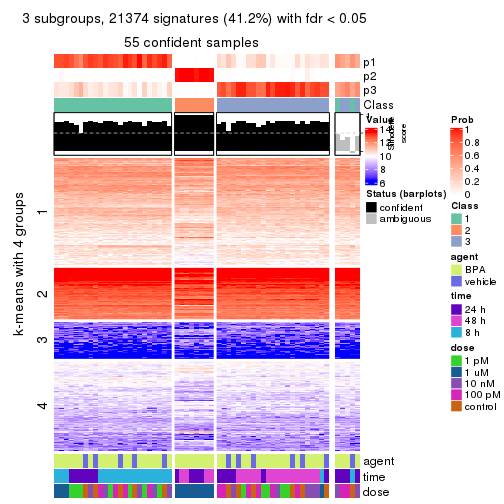 3 subgroups, 21374 signatures (41.2%) with fdr < 0.05
55 confident samples
p1
p2
p3
Class
Value
14
12
10
8
6
score
Prob
1
0.8
0.6
0.4
0.2
0
Status (barplots)
confident
ambiguous
Class
1
2
3
agent
BPA
vehicle
time
24 h
48 h
8 h
dose
1 pM
1 uM
10 nM
100 pM
control
k-means with 4 groups
1
2
3
4
agent
time
dose